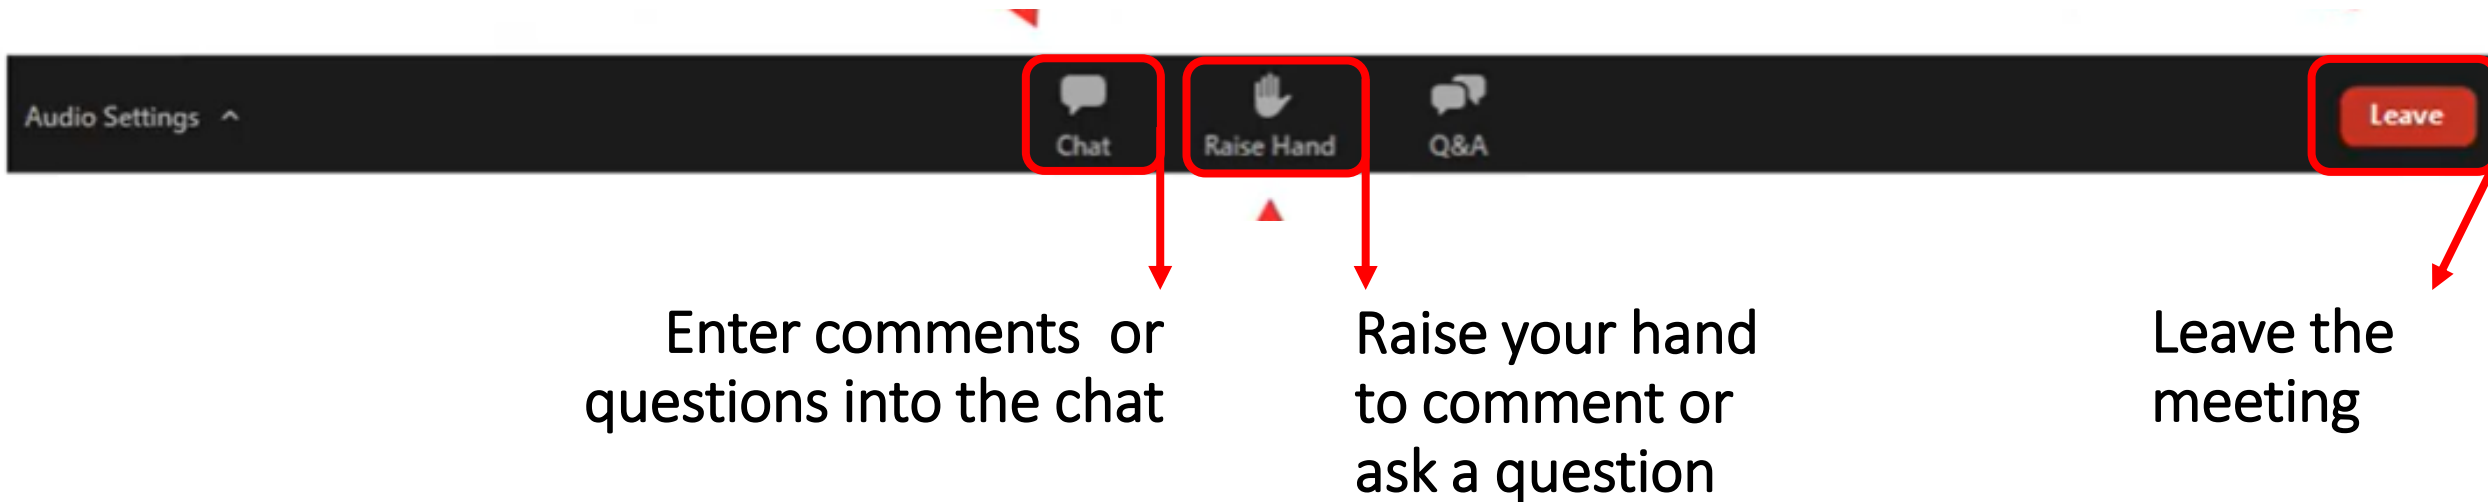 Audio Settings
Chat
Raise Hand
Q&A
Leave
Enter comments or
questions into the chat
Raise your hand
to comment or
ask a question
Leave the
meeting